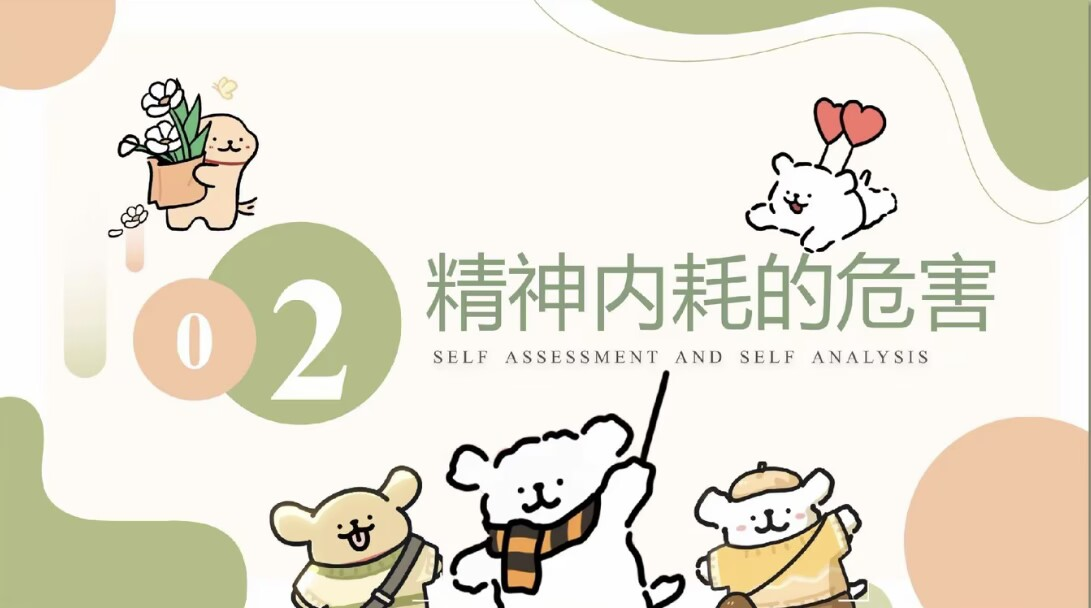 02
精神内耗的危害
SELF ASSESSMENT AND SELF ANALYSIS